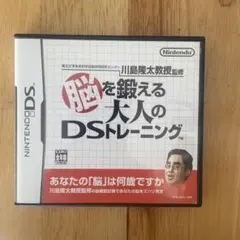 Nintendo
川島隆太教授監修
脳を鍛える
大人の
DSトレーニング
NINTENDO DS
あなたの「脳」は何歳ですか